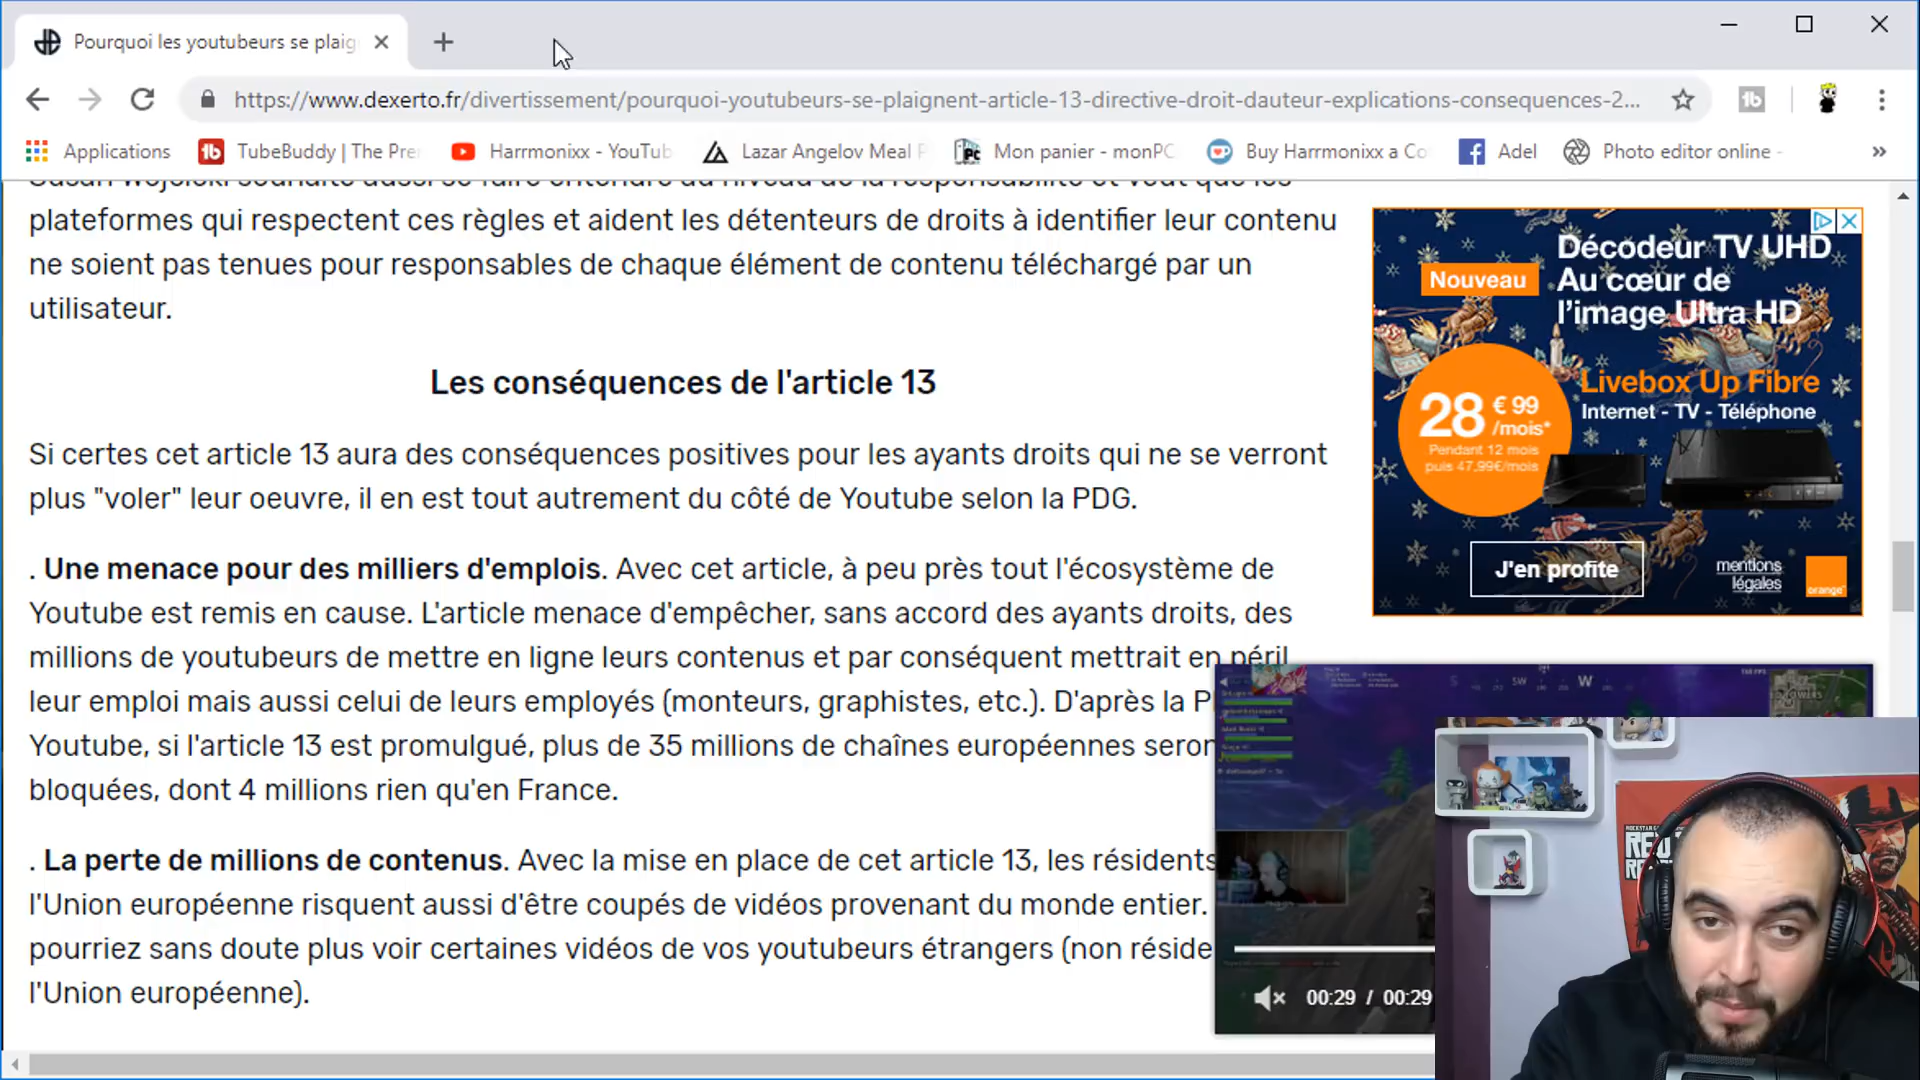 Pourquoi les youtubeurs se plaig
https://www.dexerto.fr/divertissement/pourquoi-youtubeurs-se-plaignent-article-13-directive-droit-dauteur-explications-consequences-2...
Applications
TubeBuddy | The Pre
Harrmonixx - YouTub
Lazar Angelov Meal P
Mon panier - monPC
Buy Harrmonixx a Co
Adel
Photo editor online -
»
plateformes qui respectent ces règles et aident les détenteurs de droits à identifier leur contenu
ne soient pas tenues pour responsables de chaque élément de contenu téléchargé par un
utilisateur.
Les conséquences de l'article 13
Si certes cet article 13 aura des conséquences positives pour les ayants droits qui ne se verront
plus "voler" leur oeuvre, il en est tout autrement du côté de Youtube selon la PDG.
. Une menace pour des milliers d'emplois. Avec cet article, à peu près tout l'écosystème de
Youtube est remis en cause. L'article menace d'empêcher, sans accord des ayants droits, des
millions de youtubeurs de mettre en ligne leurs contenus et par conséquent mettrait en péril
leur emploi mais aussi celui de leurs employés (monteurs, graphistes, etc.). D'après la P
Youtube, si l'article 13 est promulgué, plus de 35 millions de chaînes européennes seron
bloquées, dont 4 millions rien qu'en France.
. La perte de millions de contenus. Avec la mise en place de cet article 13, les résidents
l'Union européenne risquent aussi d'être coupés de vidéos provenant du monde entier.
pourriez sans doute plus voir certaines vidéos de vos youtubeurs étrangers (non réside
l'Union européenne).
Nouveau
Décodeur TV UHD
Au cœur de
l'image Ultra HD
28 €99
/mois*
Pendant 12 mois
puis 47,99€/mois
Livebox Up Fibre
Internet - TV - Téléphone
J'en profite
mentions
légales
orange
SW
W
00:29 / 00:29